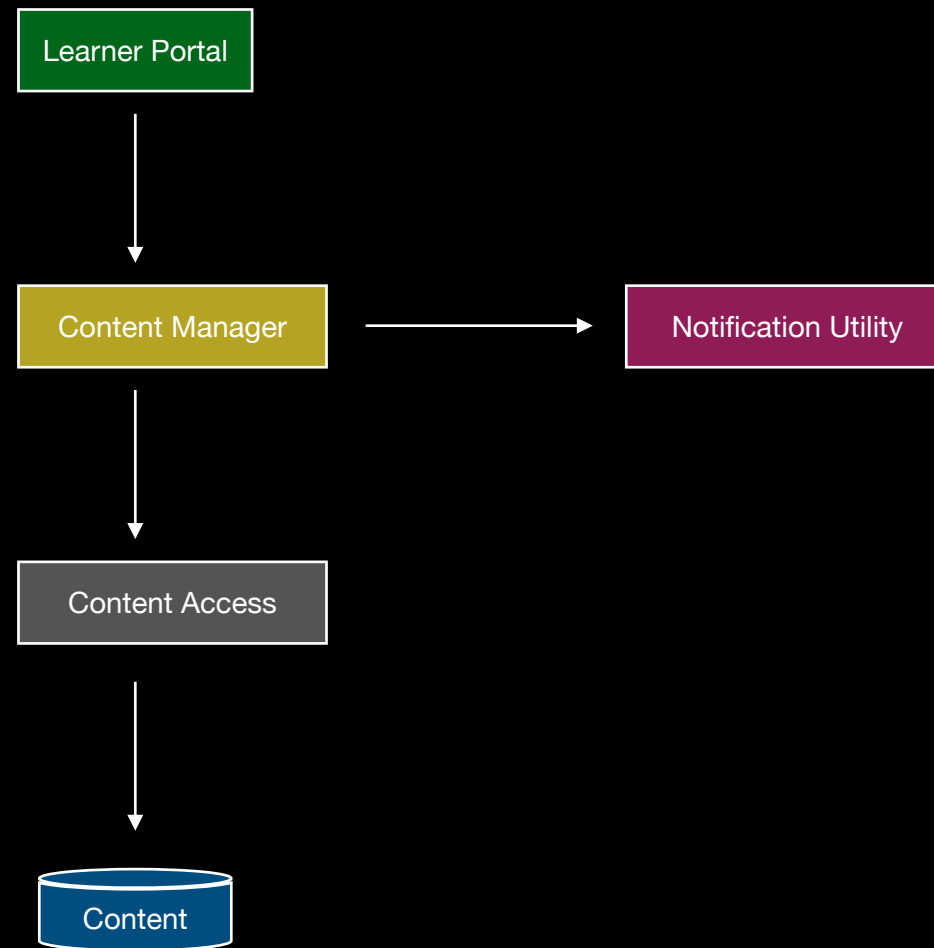 Learner Portal
Content Manager
Notification Utility
Content Access
Content